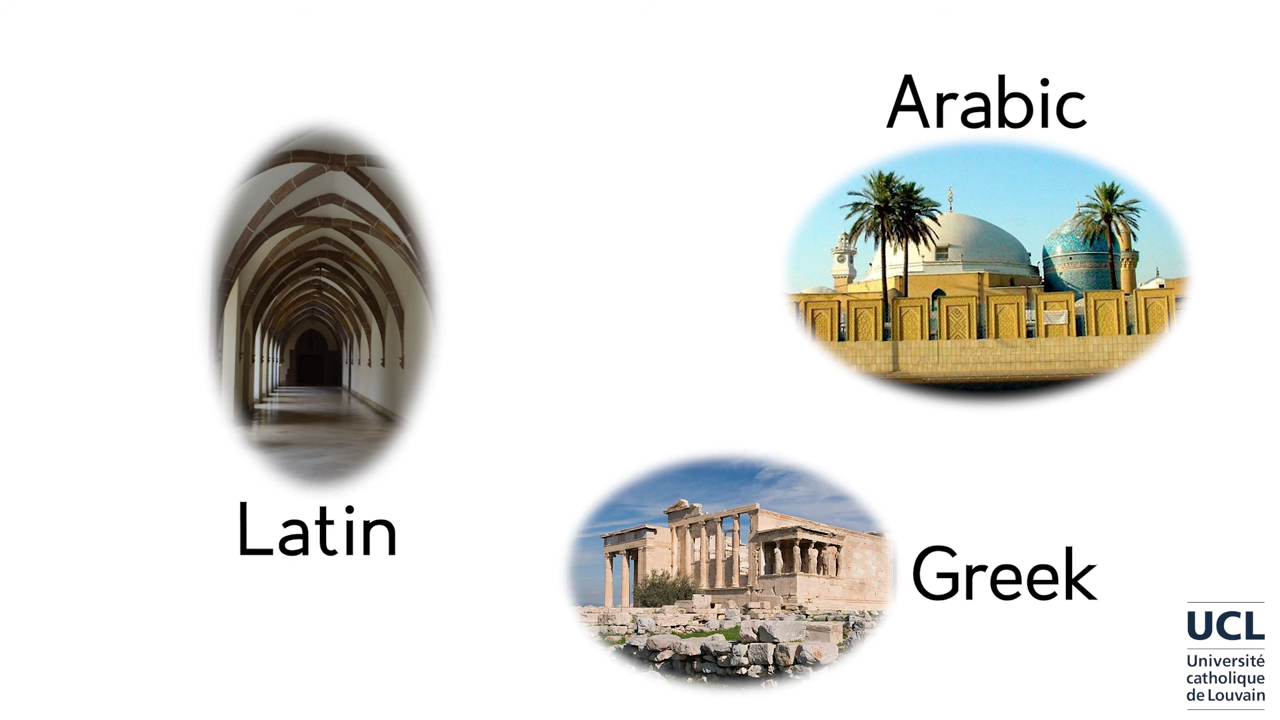 Arabic
Latin
Greek
UCL
Université
catholique
de Louvain